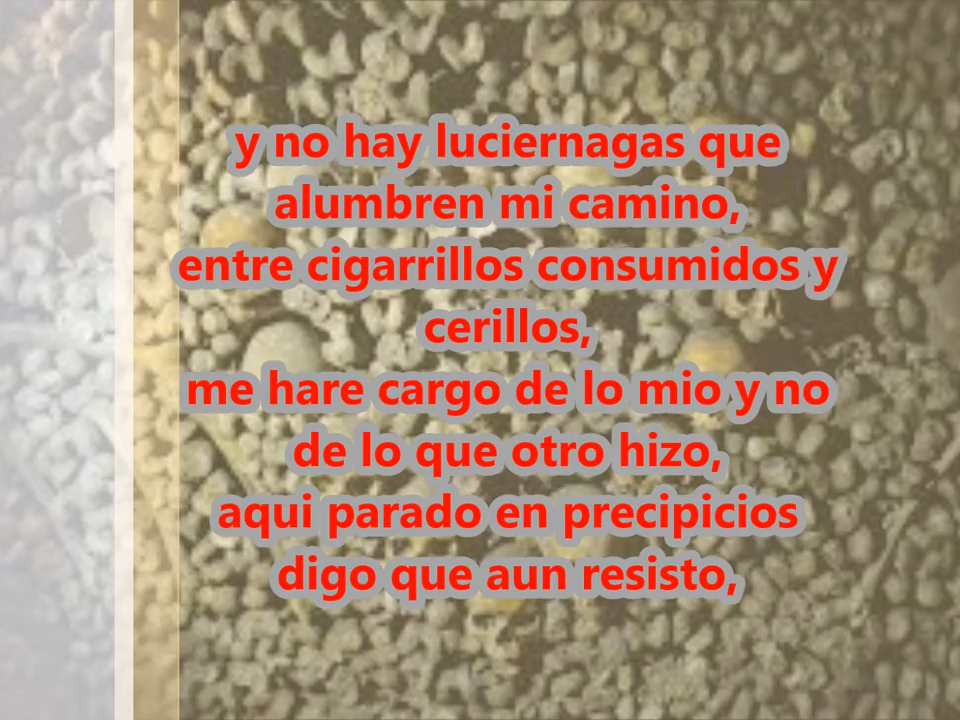 y no hay luciernagas que
alumbren mi camino,
entre cigarrillos consumidos y
cerillos,
me hare cargo de lo mio y no
de lo que otro hizo,
aqui parado en precipicios
digo que aun resisto,